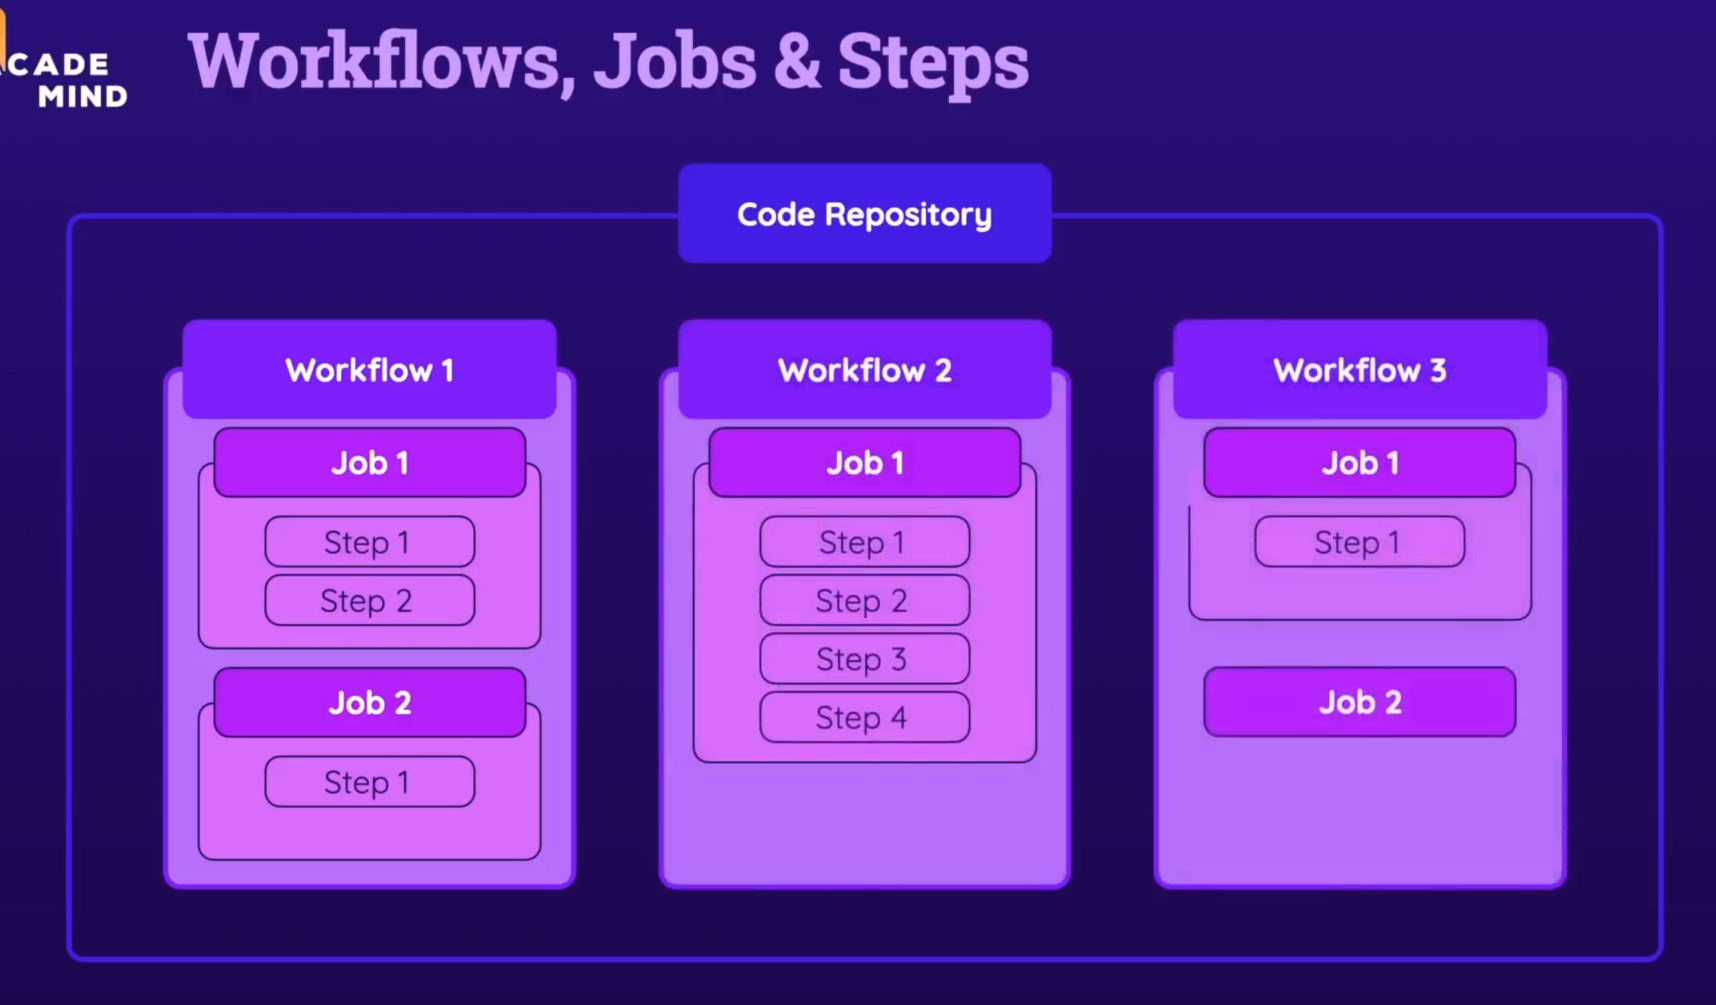 CADE
MIND
Workflows, Jobs & Steps
Code Repository
Workflow 1
Job 1
Step 1
Step 2
Job 2
Step 1
Workflow 2
Job 1
Step 1
Step 2
Step 3
Step 4
Workflow 3
Job 1
Step 1
Job 2